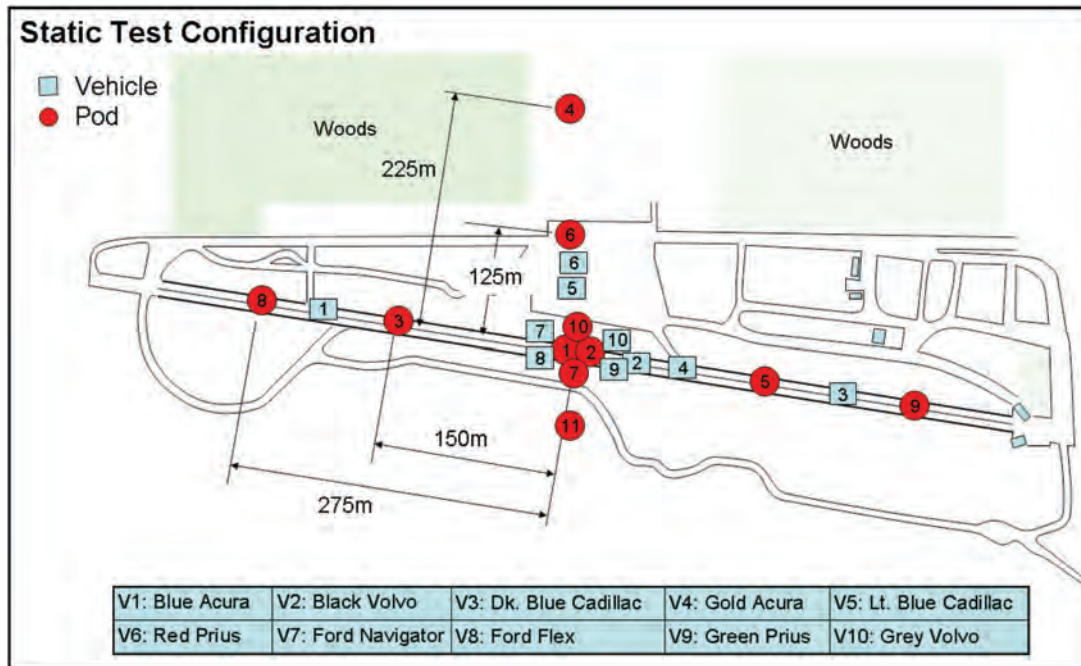 Static Test Configuration
Vehicle
Pod
4
Woods
Woods
225m
6
6
125m
5
8
1
3
10
7
10
1
2
8
2
9
4
7
5
3
9
11
150m
275m
V1: Blue Acura V2: Black Volvo V3: Dk. Blue Cadillac V4: Gold Acura V5: Lt. Blue Cadillac
V6: Red Prius V7: Ford Navigator V8: Ford Flex V9: Green Prius V10: Grey Volvo